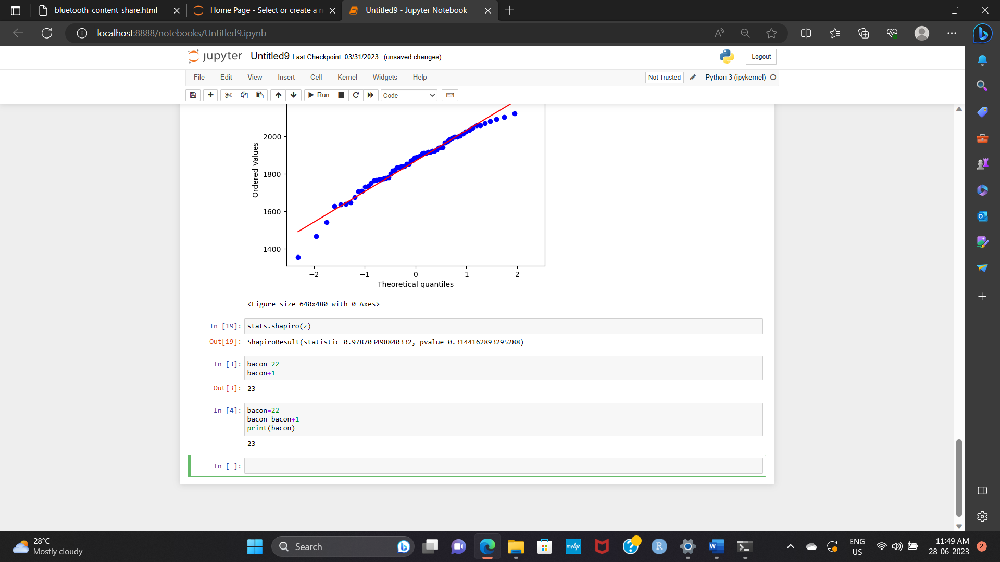 bluetooth_content_share.html
Home Page - Select or create a n
Untitled9 - Jupyter Notebook
localhost:8888/notebooks/Untitled9.ipynb
jupyter Untitled9 Last Checkpoint: 03/31/2023 (unsaved changes)
Logout
File Edit View Insert Cell Kernel Widgets Help
Not Trusted
Python 3 (ipykernel)
Run
Code
2000
1800
1600
1400
Ordered Values
−2 −1 0 1 2
Theoretical quantiles
<Figure size 640x480 with 0 Axes>
In [19]: stats.shapiro(z)
Out[19]: ShapiroResult(statistic=0.978703498840332, pvalue=0.3144162893295288)
In [3]: bacon=22
bacon+1
Out[3]: 23
In [4]: bacon=22
bacon=bacon+1
print(bacon)
23
In [ ]:
28°C
Mostly cloudy
Search
myhp
R
W
ENG
US
11:49 AM
28-06-2023
2